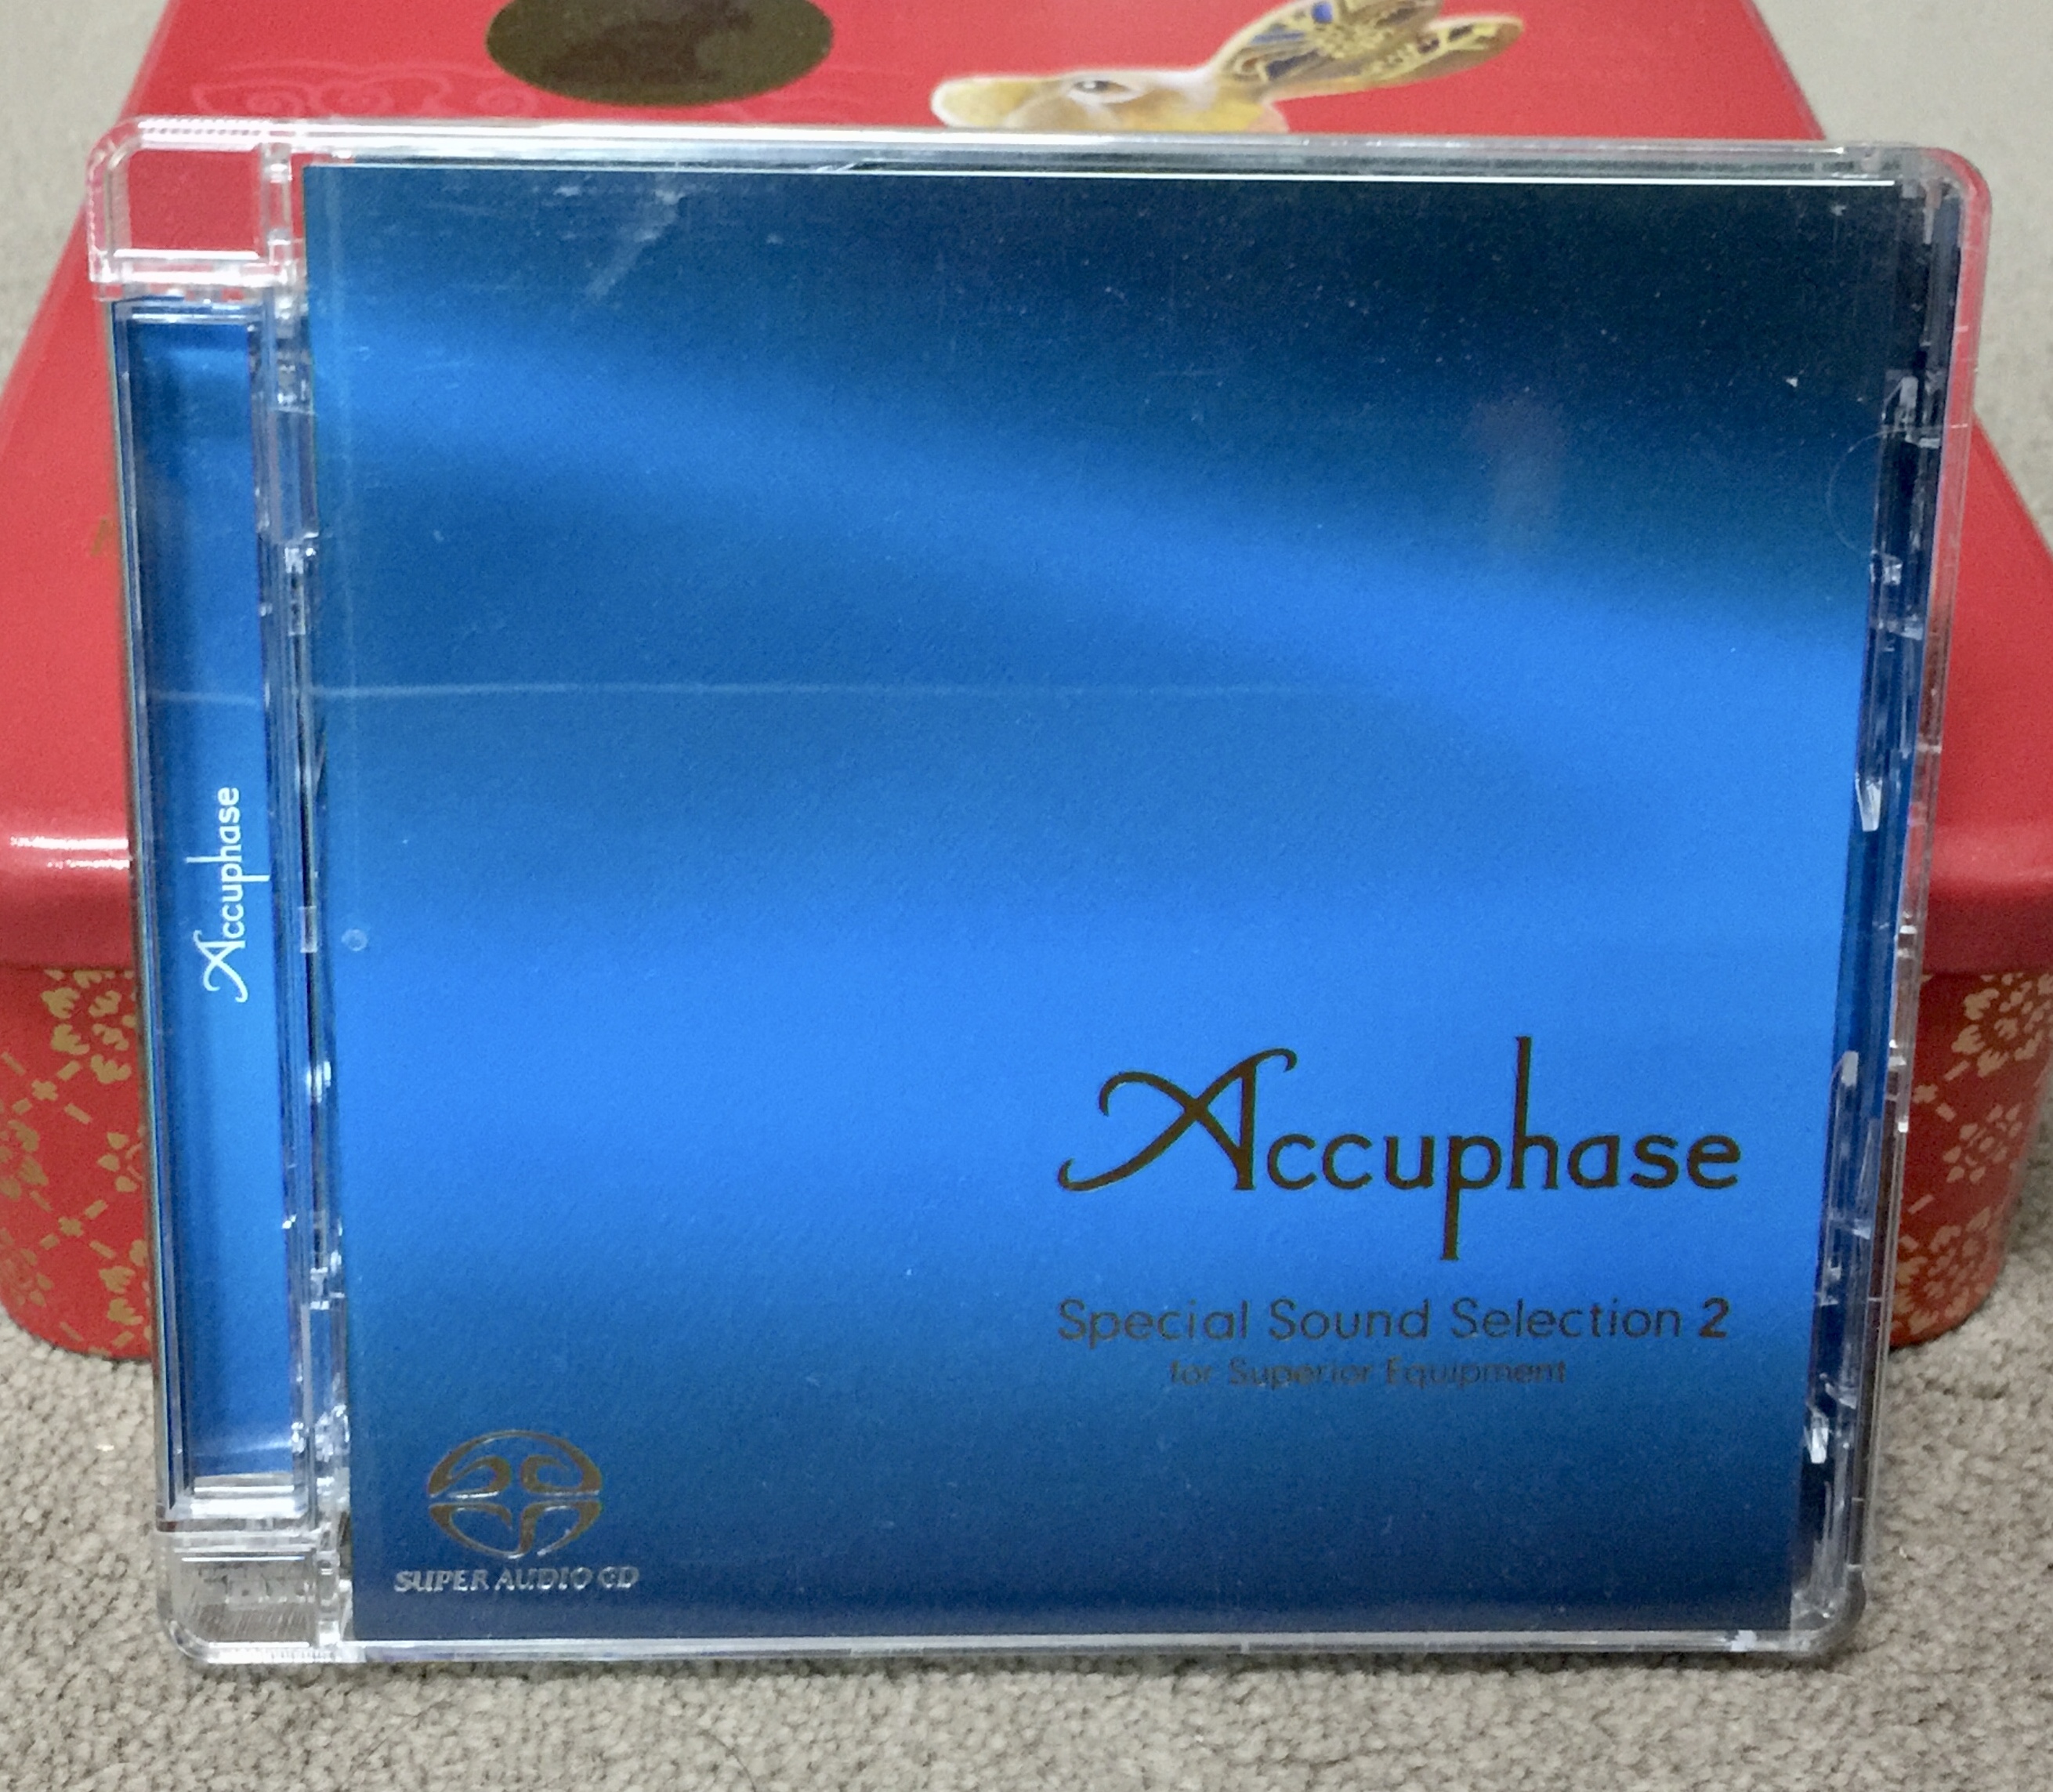 Accuphase
Accuphase
Special Sound Selection 2
for Superior Equipment
SUPER AUDIO CD